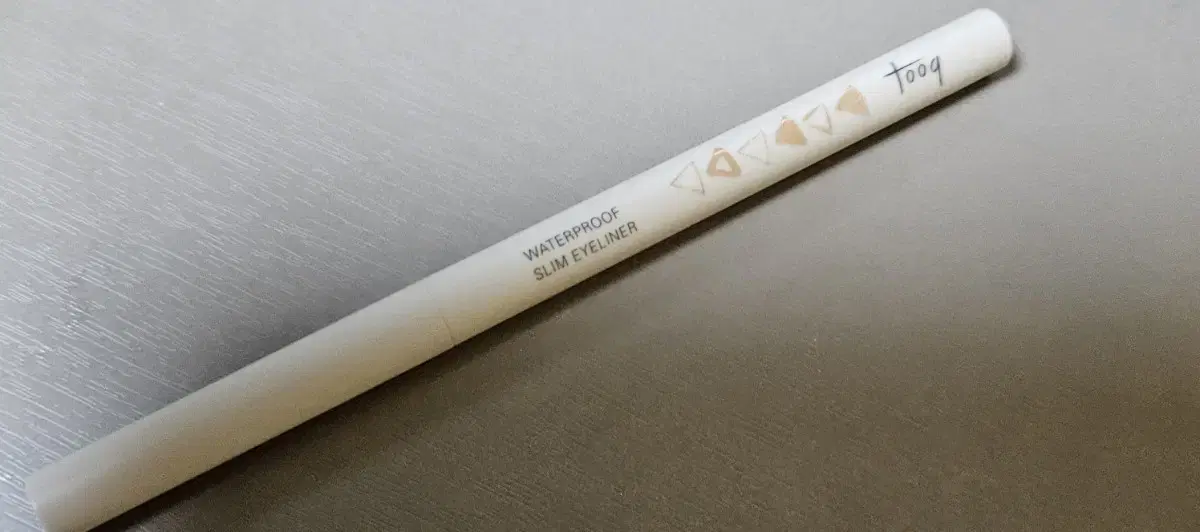 tooq
WATERPROOF
SLIM EYELINER